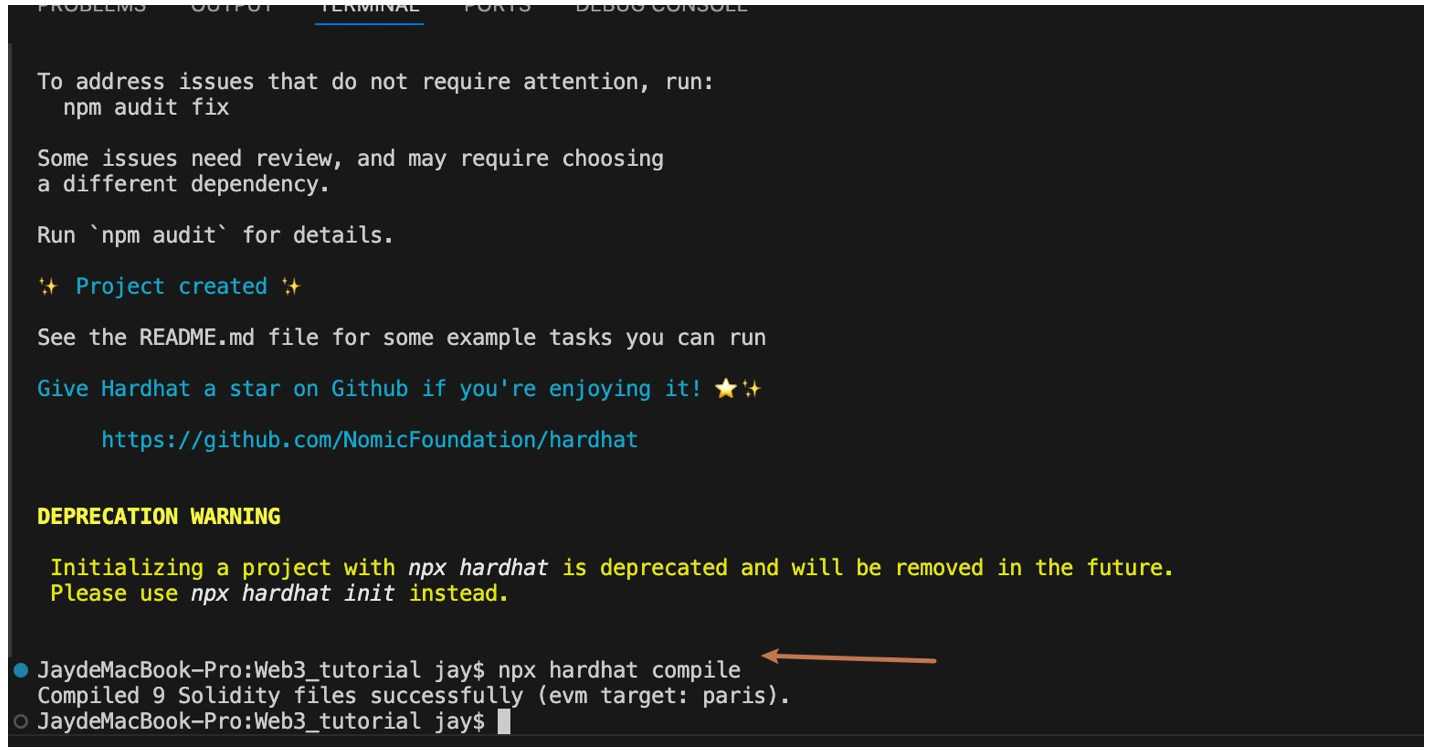 PROBLEMS OUTPUT TERMINAL PORTS DEBUG CONSOLE
To address issues that do not require attention, run:
npm audit fix
Some issues need review, and may require choosing
a different dependency.
Run `npm audit` for details.
✨ Project created ✨
See the README.md file for some example tasks you can run
Give Hardhat a star on Github if you're enjoying it! ⭐️✨
https://github.com/NomicFoundation/hardhat
DEPRECATION WARNING
Initializing a project with npx hardhat is deprecated and will be removed in the future.
Please use npx hardhat init instead.
JaydeMacBook-Pro:Web3_tutorial jay$ npx hardhat compile
Compiled 9 Solidity files successfully (evm target: paris).
JaydeMacBook-Pro:Web3_tutorial jay$